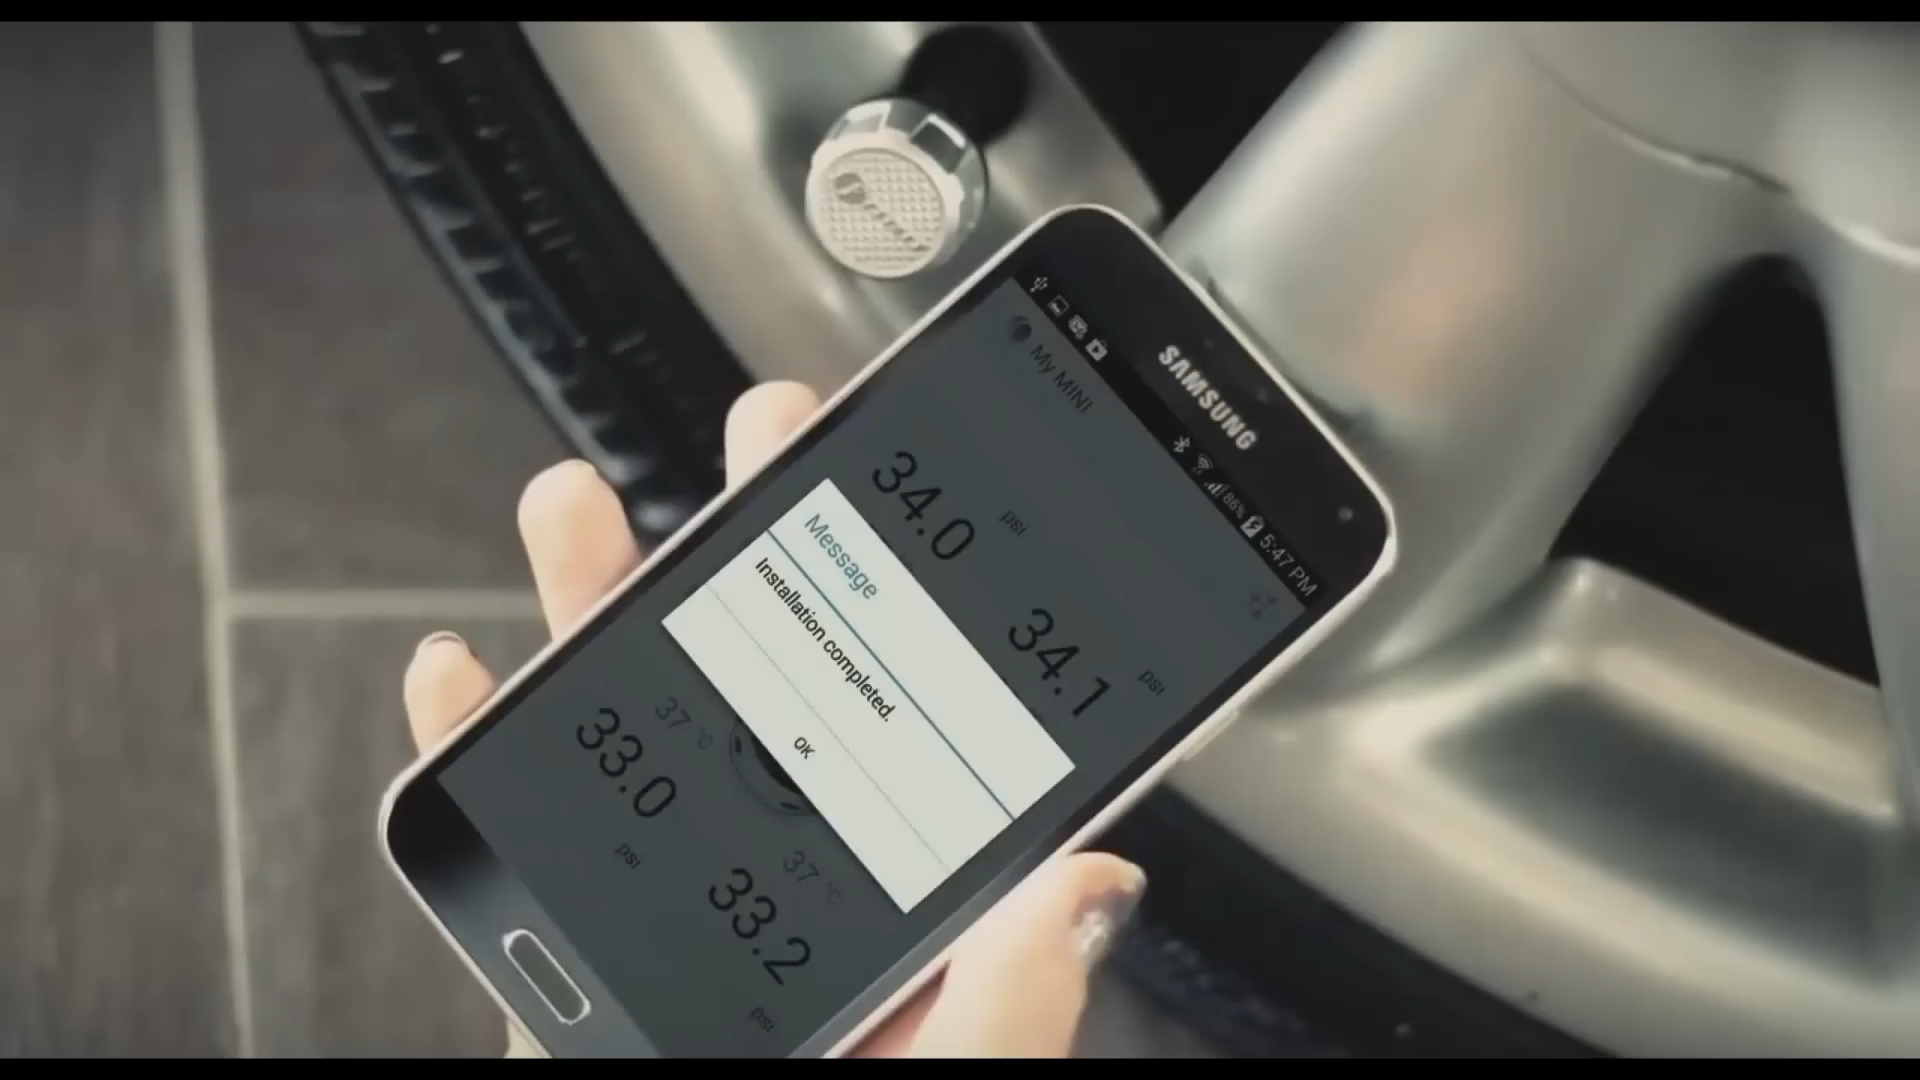 SAMSUNG
86% 5:47 PM
My MINI
34.0 psi
34.1 psi
Message
Installation completed.
OK
37 °C
37 °C
33.0 psi
33.2 psi